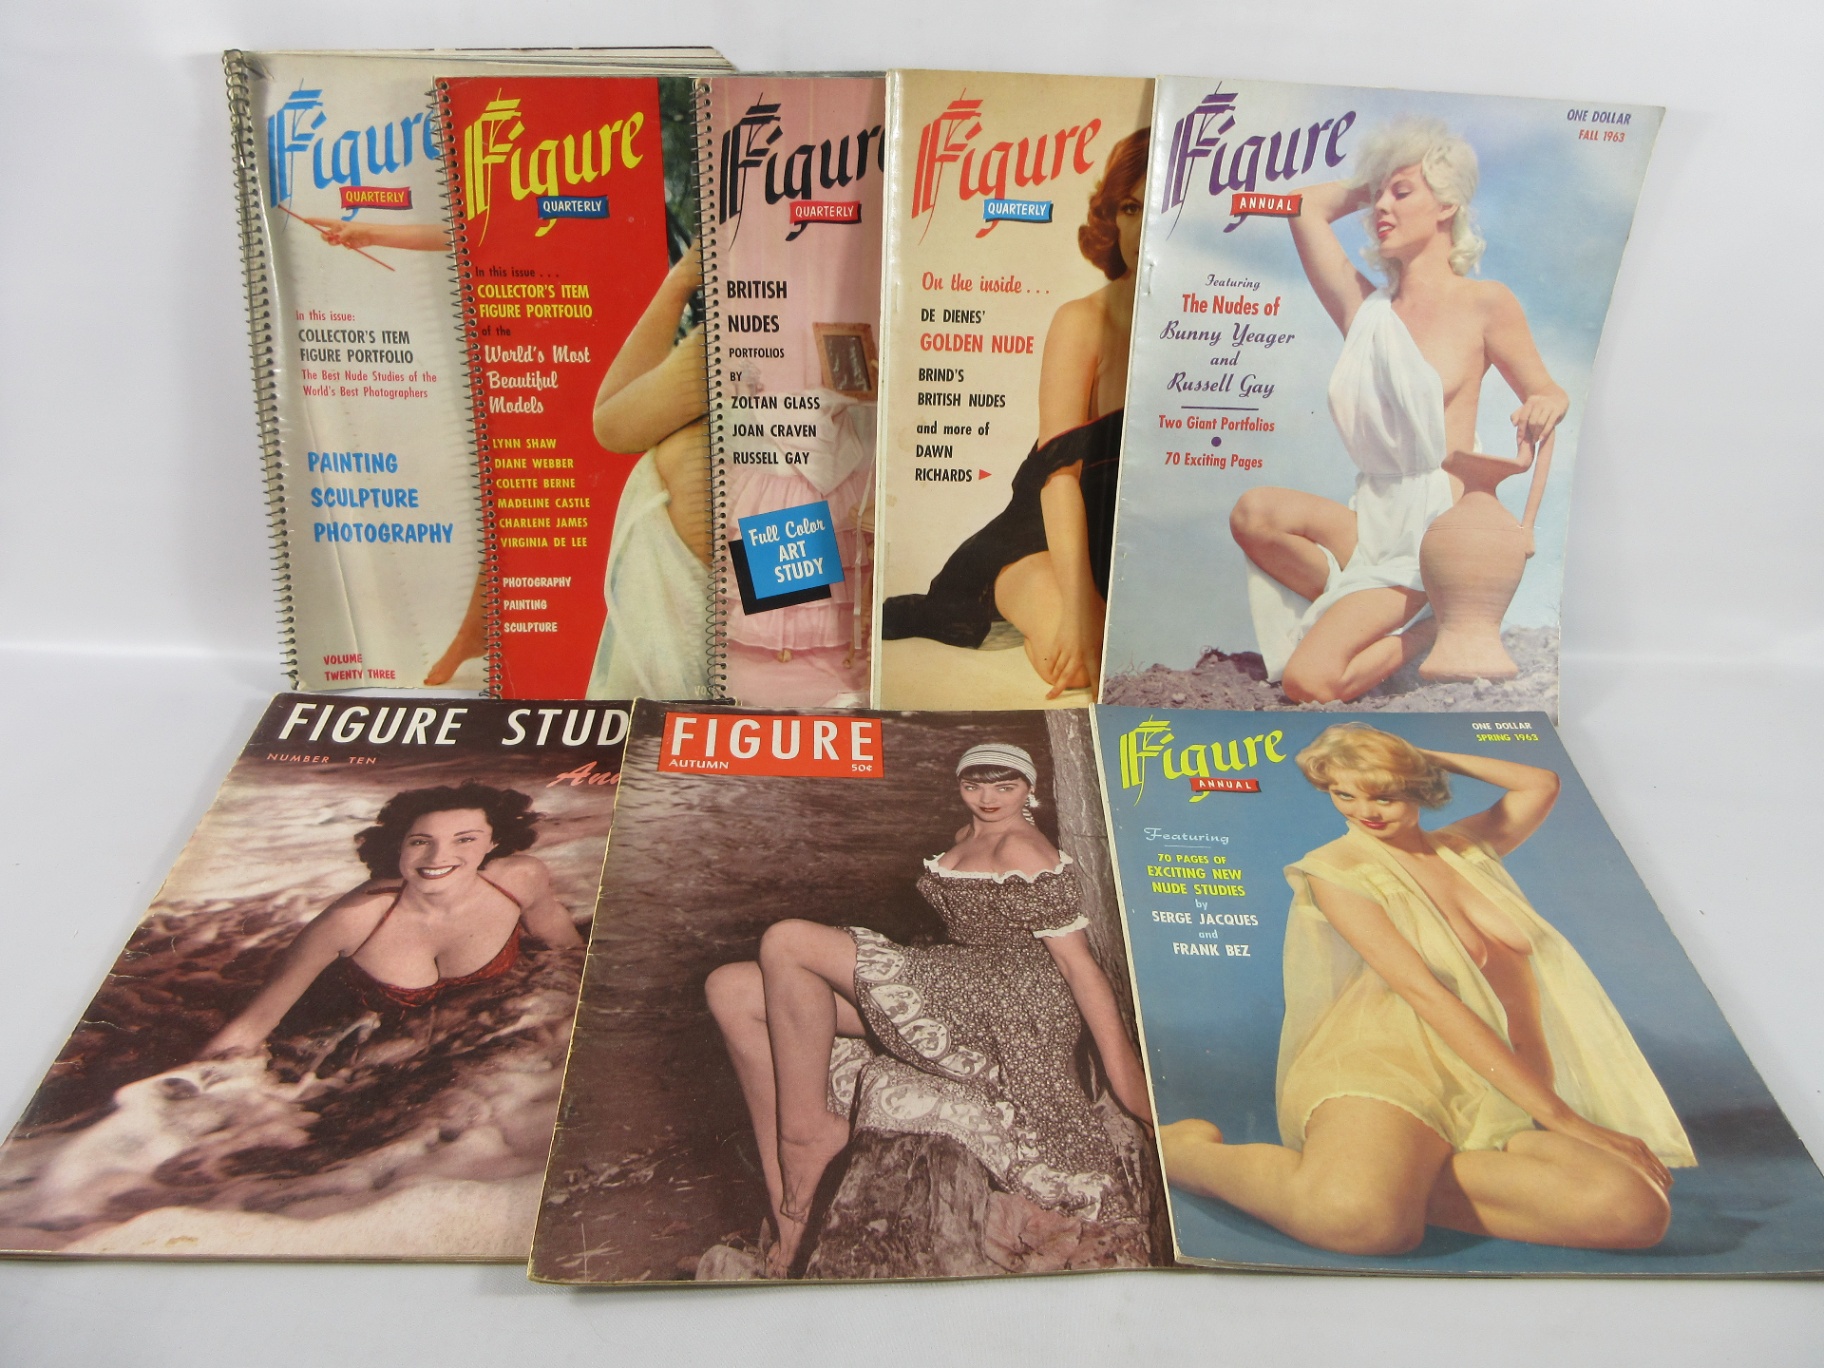 Figure
QUARTERLY
In this issue:
COLLECTOR'S ITEM
FIGURE PORTFOLIO
The Best Nude Studies of the
World's Best Photographers
PAINTING
SCULPTURE
PHOTOGRAPHY
VOLUME
TWENTY THREE
Figure
QUARTERLY
In this issue . . .
COLLECTOR'S ITEM
FIGURE PORTFOLIO
of the
World's Most
Beautiful
Models
LYNN SHAW
DIANE WEBBER
COLETTE BERNE
MADELINE CASTLE
CHARLENE JAMES
VIRGINIA DE LEE
PHOTOGRAPHY
PAINTING
SCULPTURE
VO
Figure
QUARTERLY
BRITISH
NUDES
PORTFOLIOS
BY
ZOLTAN GLASS
JOAN CRAVEN
RUSSELL GAY
Full Color
ART
STUDY
Figure
QUARTERLY
On the inside . . .
DE DIENES'
GOLDEN NUDE
BRIND'S
BRITISH NUDES
and more of
DAWN
RICHARDS
Figure
ANNUAL
ONE DOLLAR
FALL 1963
Featuring
The Nudes of
Bunny Yeager
and
Russell Gay
Two Giant Portfolios
70 Exciting Pages
FIGURE STUD
NUMBER TEN
Ann
FIGURE
AUTUMN 50¢
Figure
ANNUAL
ONE DOLLAR
SPRING 1963
Featuring
70 PAGES OF
EXCITING NEW
NUDE STUDIES
by
SERGE JACQUES
and
FRANK BEZ